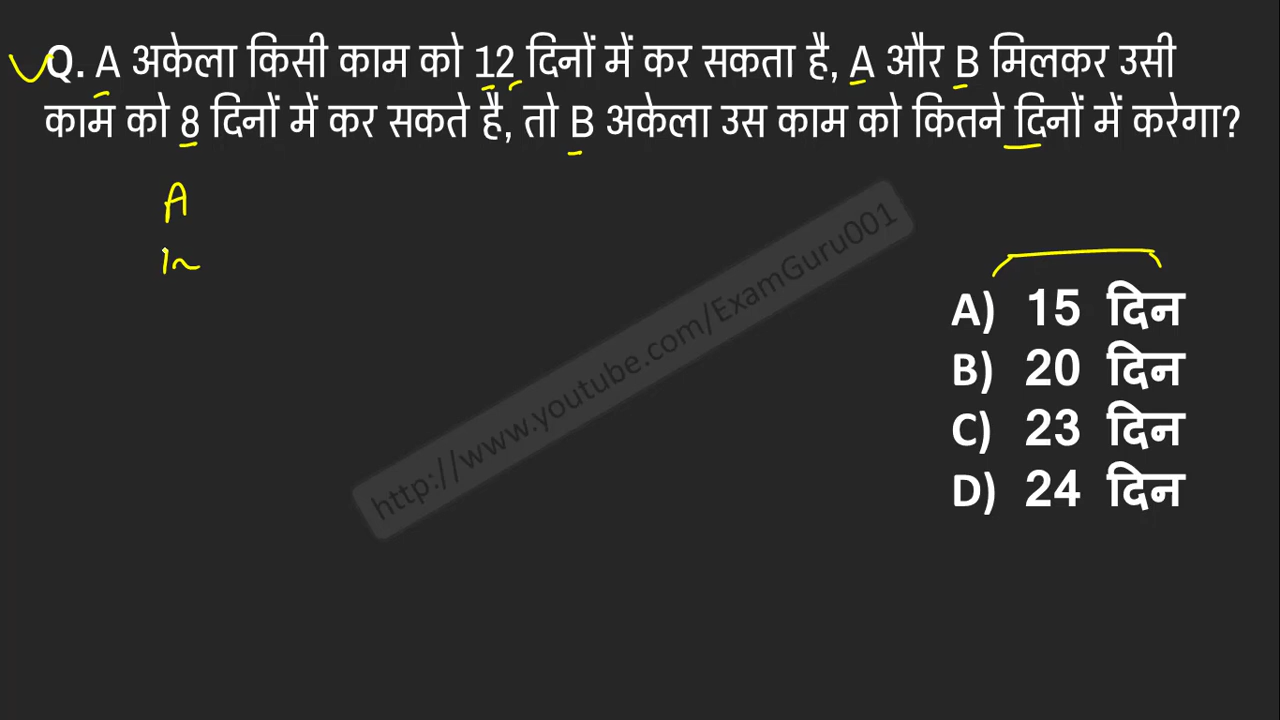 Q. A अकेला किसी काम को 12 दिनों में कर सकता है, A और B मिलकर उसी
काम को 8 दिनों में कर सकते है, तो B अकेला उस काम को कितने दिनों में करेगा?
A
12
http://www.youtube.com/ExamGuru001
A) 15 दिन
B) 20 दिन
C) 23 दिन
D) 24 दिन